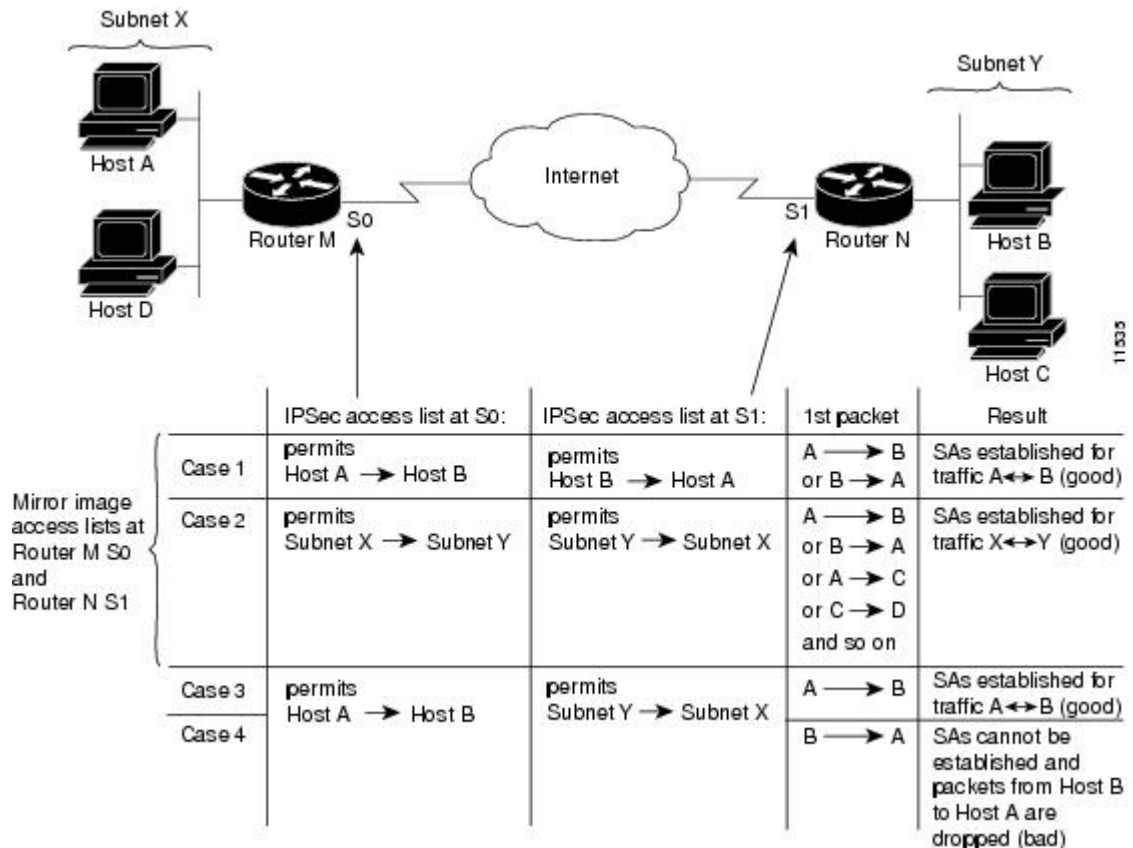 Subnet X
Subnet Y
Host A
Internet
S0
S1
Router M
Router N
Host B
Host D
Host C
11535
IPSec access list at S0:
IPSec access list at S1:
1st packet
Result
Mirror image
access lists at
Router M S0
and
Router N S1
Case 1
permits
Host A → Host B
permits
Host B → Host A
A → B
or B → A
SAs established for
traffic A↔B (good)
Case 2
permits
Subnet X → Subnet Y
permits
Subnet Y → Subnet X
A → B
or B → A
or A → C
or C → D
and so on
SAs established for
traffic X↔Y (good)
Case 3
Case 4
permits
Host A → Host B
permits
Subnet Y → Subnet X
A → B
SAs established for
traffic A↔B (good)
B → A
SAs cannot be
established and
packets from Host B
to Host A are
dropped (bad)